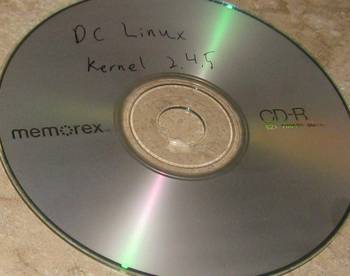 DC Linux
Kernel 2.4.5
memorex
CD-R